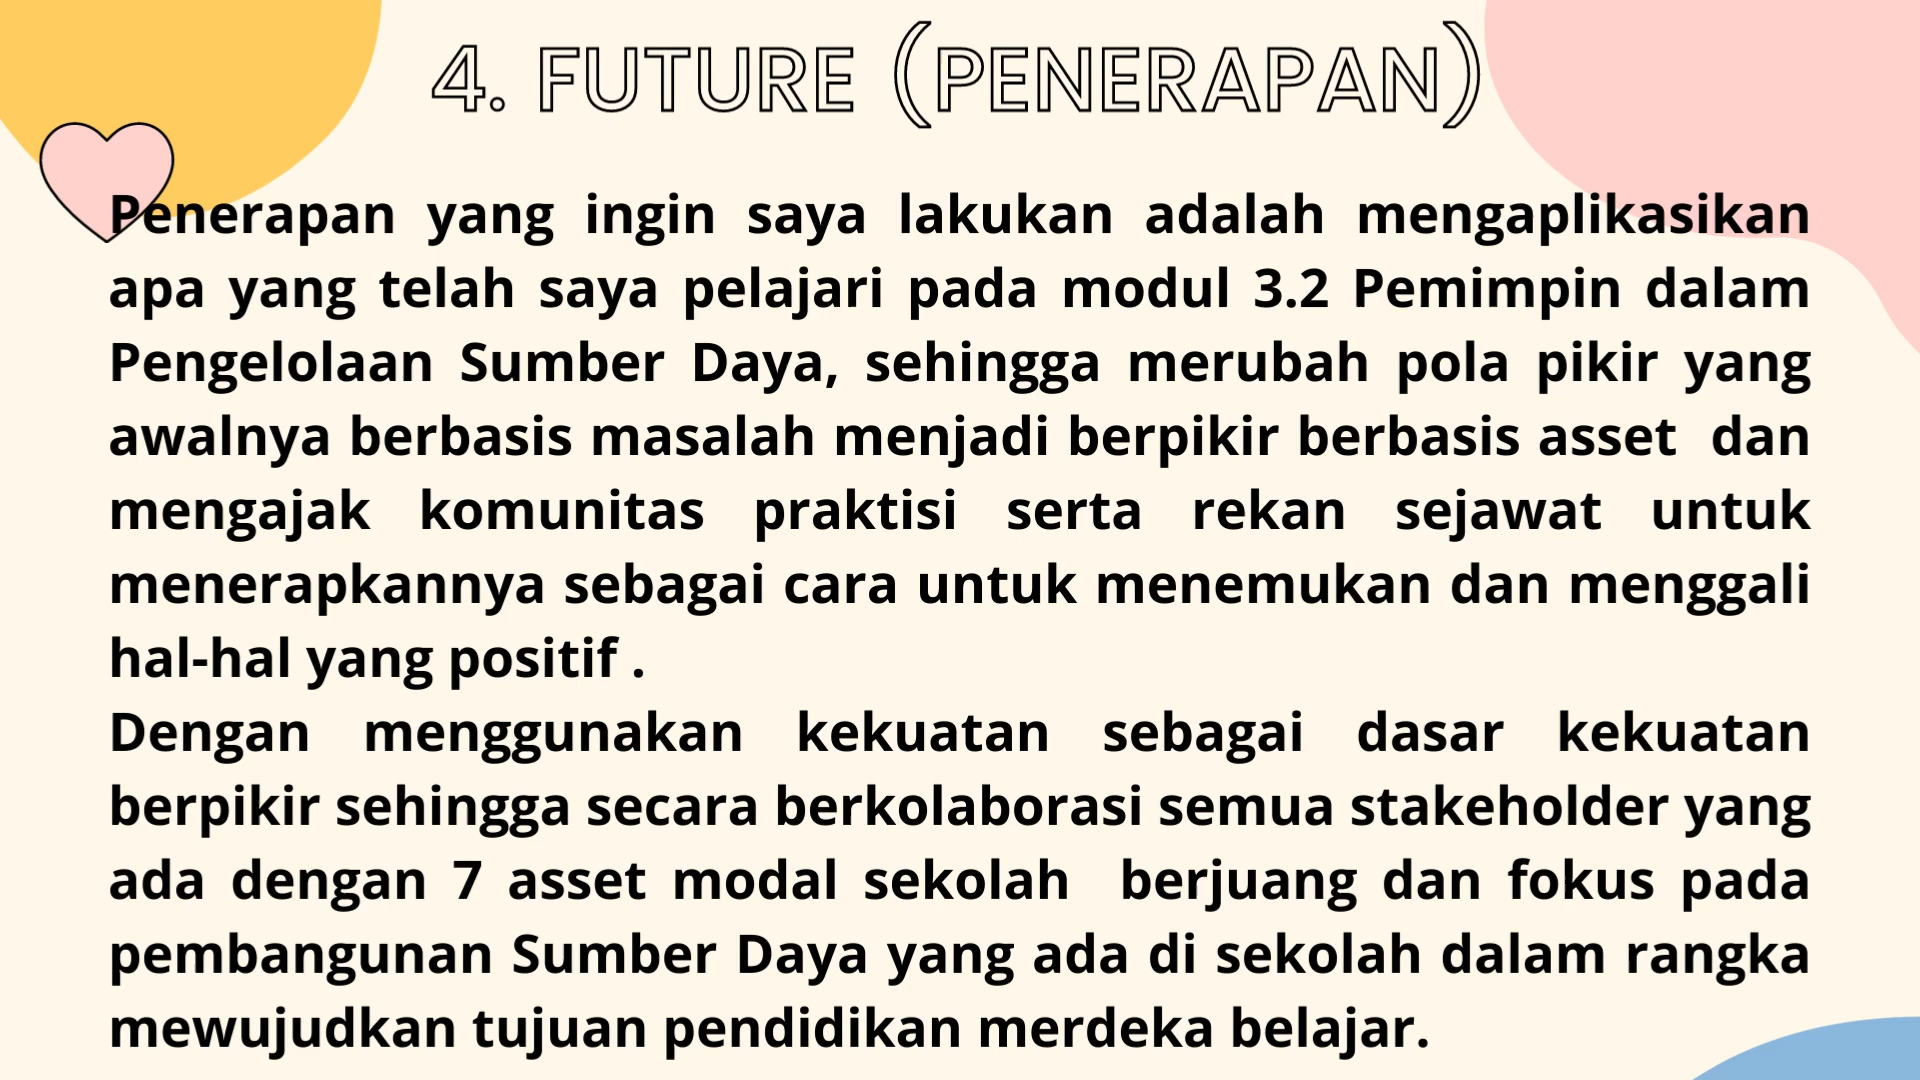 4. FUTURE (PENERAPAN)
Penerapan yang ingin saya lakukan adalah mengaplikasikan
apa yang telah saya pelajari pada modul 3.2 Pemimpin dalam
Pengelolaan Sumber Daya, sehingga merubah pola pikir yang
awalnya berbasis masalah menjadi berpikir berbasis asset  dan
mengajak komunitas praktisi serta rekan sejawat untuk
menerapkannya sebagai cara untuk menemukan dan menggali
hal-hal yang positif .
Dengan menggunakan kekuatan sebagai dasar kekuatan
berpikir sehingga secara berkolaborasi semua stakeholder yang
ada dengan 7 asset modal sekolah  berjuang dan fokus pada
pembangunan Sumber Daya yang ada di sekolah dalam rangka
mewujudkan tujuan pendidikan merdeka belajar.